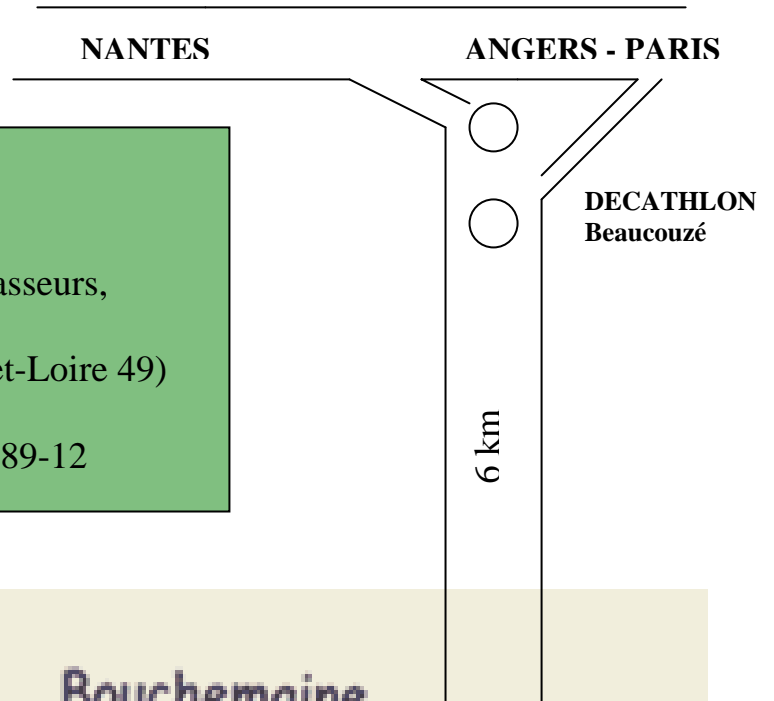 NANTES
ANGERS - PARIS
DECATHLON
Beaucouzé
asseurs,
et-Loire 49)
89-12
6 km
Bouchemaine